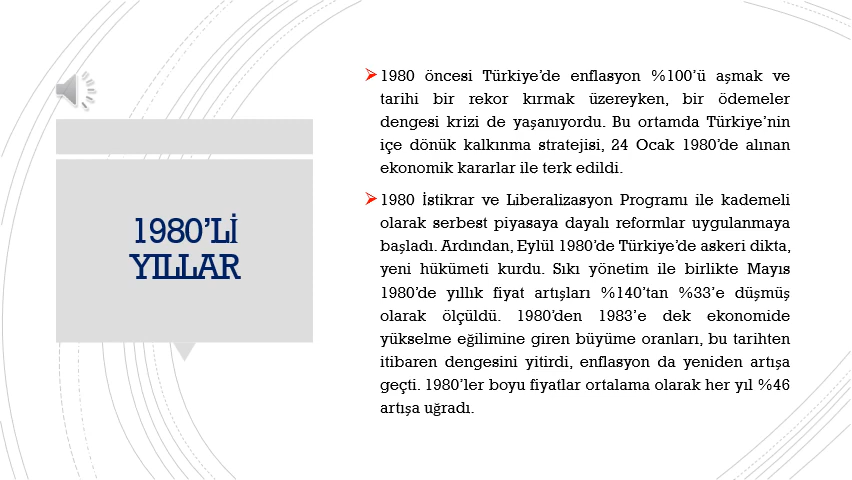 1980'Lİ
YILLAR
1980 öncesi Türkiye'de enflasyon %100'ü aşmak ve
tarihi bir rekor kırmak üzereyken, bir ödemeler
dengesi krizi de yaşanıyordu. Bu ortamda Türkiye'nin
içe dönük kalkınma stratejisi, 24 Ocak 1980'de alınan
ekonomik kararlar ile terk edildi.
1980 İstikrar ve Liberalizasyon Programı ile kademeli
olarak serbest piyasaya dayalı reformlar uygulanmaya
başladı. Ardından, Eylül 1980'de Türkiye'de askeri dikta,
yeni hükümeti kurdu. Sıkı yönetim ile birlikte Mayıs
1980'de yıllık fiyat artışları %140'tan %33'e düşmüş
olarak ölçüldü. 1980'den 1983'e dek ekonomide
yükselme eğilimine giren büyüme oranları, bu tarihten
itibaren dengesini yitirdi, enflasyon da yeniden artışa
geçti. 1980'ler boyu fiyatlar ortalama olarak her yıl %46
artışa uğradı.